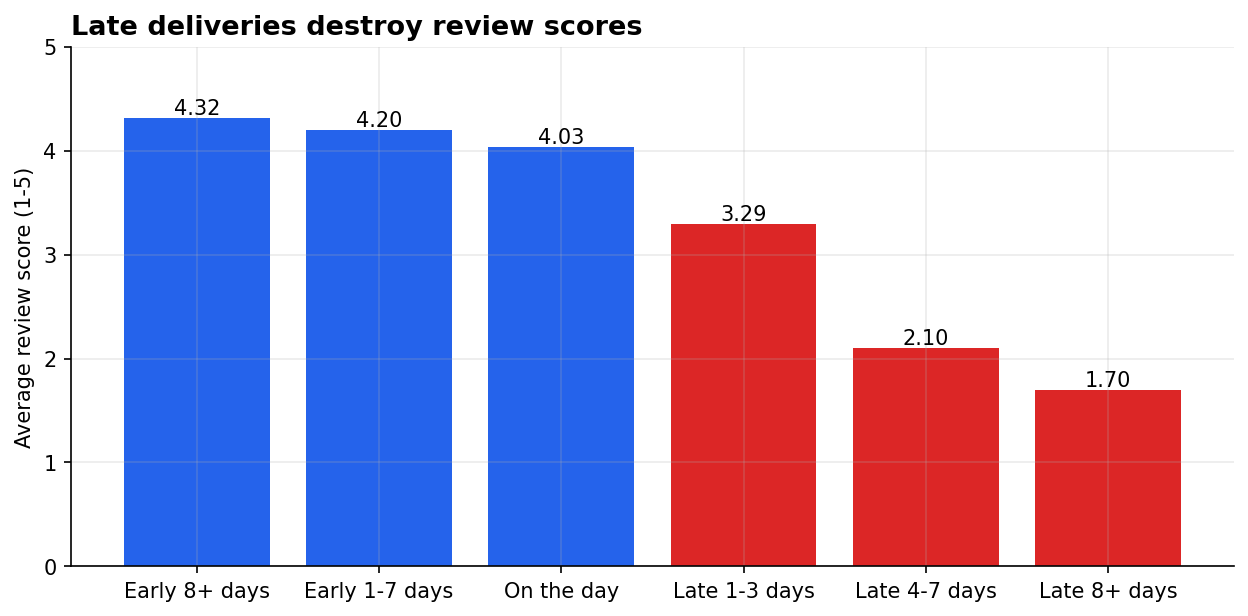 Late deliveries destroy review scores
Average review score (1-5)
5
4
3
2
1
0
4.32
4.20
4.03
3.29
2.10
1.70
Early 8+ days
Early 1-7 days
On the day
Late 1-3 days
Late 4-7 days
Late 8+ days